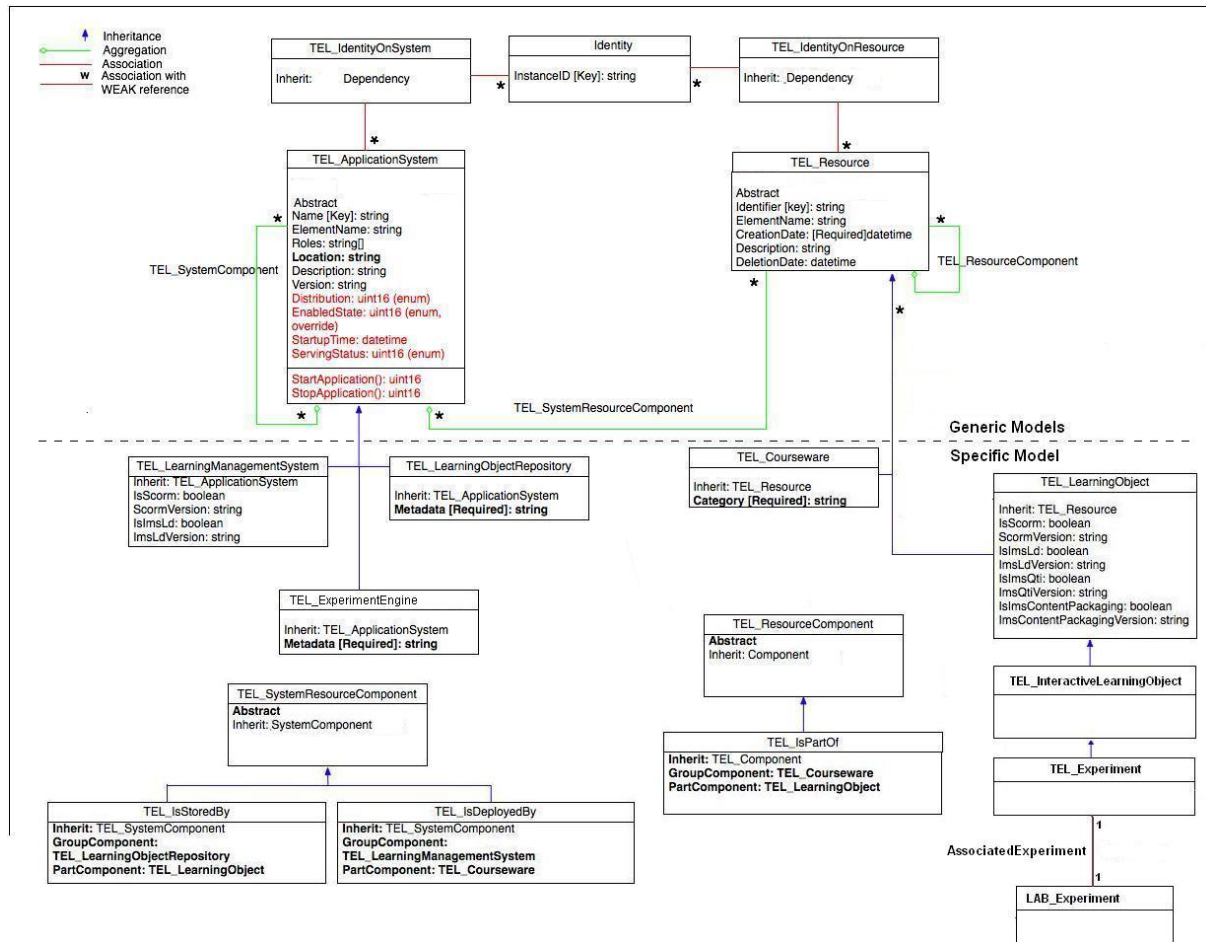 Inheritance
Aggregation
Association
w Association with
WEAK reference
TEL_IdentityOnSystem
Inherit: Dependency
*
Identity
InstanceID [Key]: string
*
TEL_IdentityOnResource
Inherit: Dependency
*
*
TEL_ApplicationSystem
Abstract
Name [Key]: string
ElementName: string
Roles: string[]
Location: string
Description: string
Version: string
Distribution: uint16 (enum)
EnabledState: uint16 (enum,
override)
StartupTime: datetime
ServingStatus: uint16 (enum)
StartApplication(): uint16
StopApplication(): uint16
*
TEL_SystemComponent
*
*
TEL_SystemResourceComponent
*
TEL_Resource
Abstract
Identifier [key]: string
ElementName: string
CreationDate: [Required]datetime
Description: string
DeletionDate: datetime
*
TEL_ResourceComponent
*
Generic Models
Specific Model
TEL_LearningManagementSystem
Inherit: TEL_ApplicationSystem
IsScorm: boolean
ScormVersion: string
IsImsLd: boolean
ImsLdVersion: string
TEL_LearningObjectRepository
Inherit: TEL_ApplicationSystem
Metadata [Required]: string
TEL_Courseware
Inherit: TEL_Resource
Category [Required]: string
TEL_LearningObject
Inherit: TEL_Resource
IsScorm: boolean
ScormVersion: string
IsImsLd: boolean
ImsLdVersion: string
IsImsQti: boolean
ImsQtiVersion: string
IsImsContentPackaging: boolean
ImsContentPackagingVersion: string
TEL_ExperimentEngine
Inherit: TEL_ApplicationSystem
Metadata [Required]: string
TEL_ResourceComponent
Abstract
Inherit: Component
TEL_InteractiveLearningObject
TEL_SystemResourceComponent
Abstract
Inherit: SystemComponent
TEL_IsPartOf
Inherit: TEL_Component
GroupComponent: TEL_Courseware
PartComponent: TEL_LearningObject
TEL_Experiment
TEL_IsStoredBy
Inherit: TEL_SystemComponent
GroupComponent:
TEL_LearningObjectRepository
PartComponent: TEL_LearningObject
TEL_IsDeployedBy
Inherit: TEL_SystemComponent
GroupComponent:
TEL_LearningManagementSystem
PartComponent: TEL_Courseware
1
AssociatedExperiment
1
LAB_Experiment